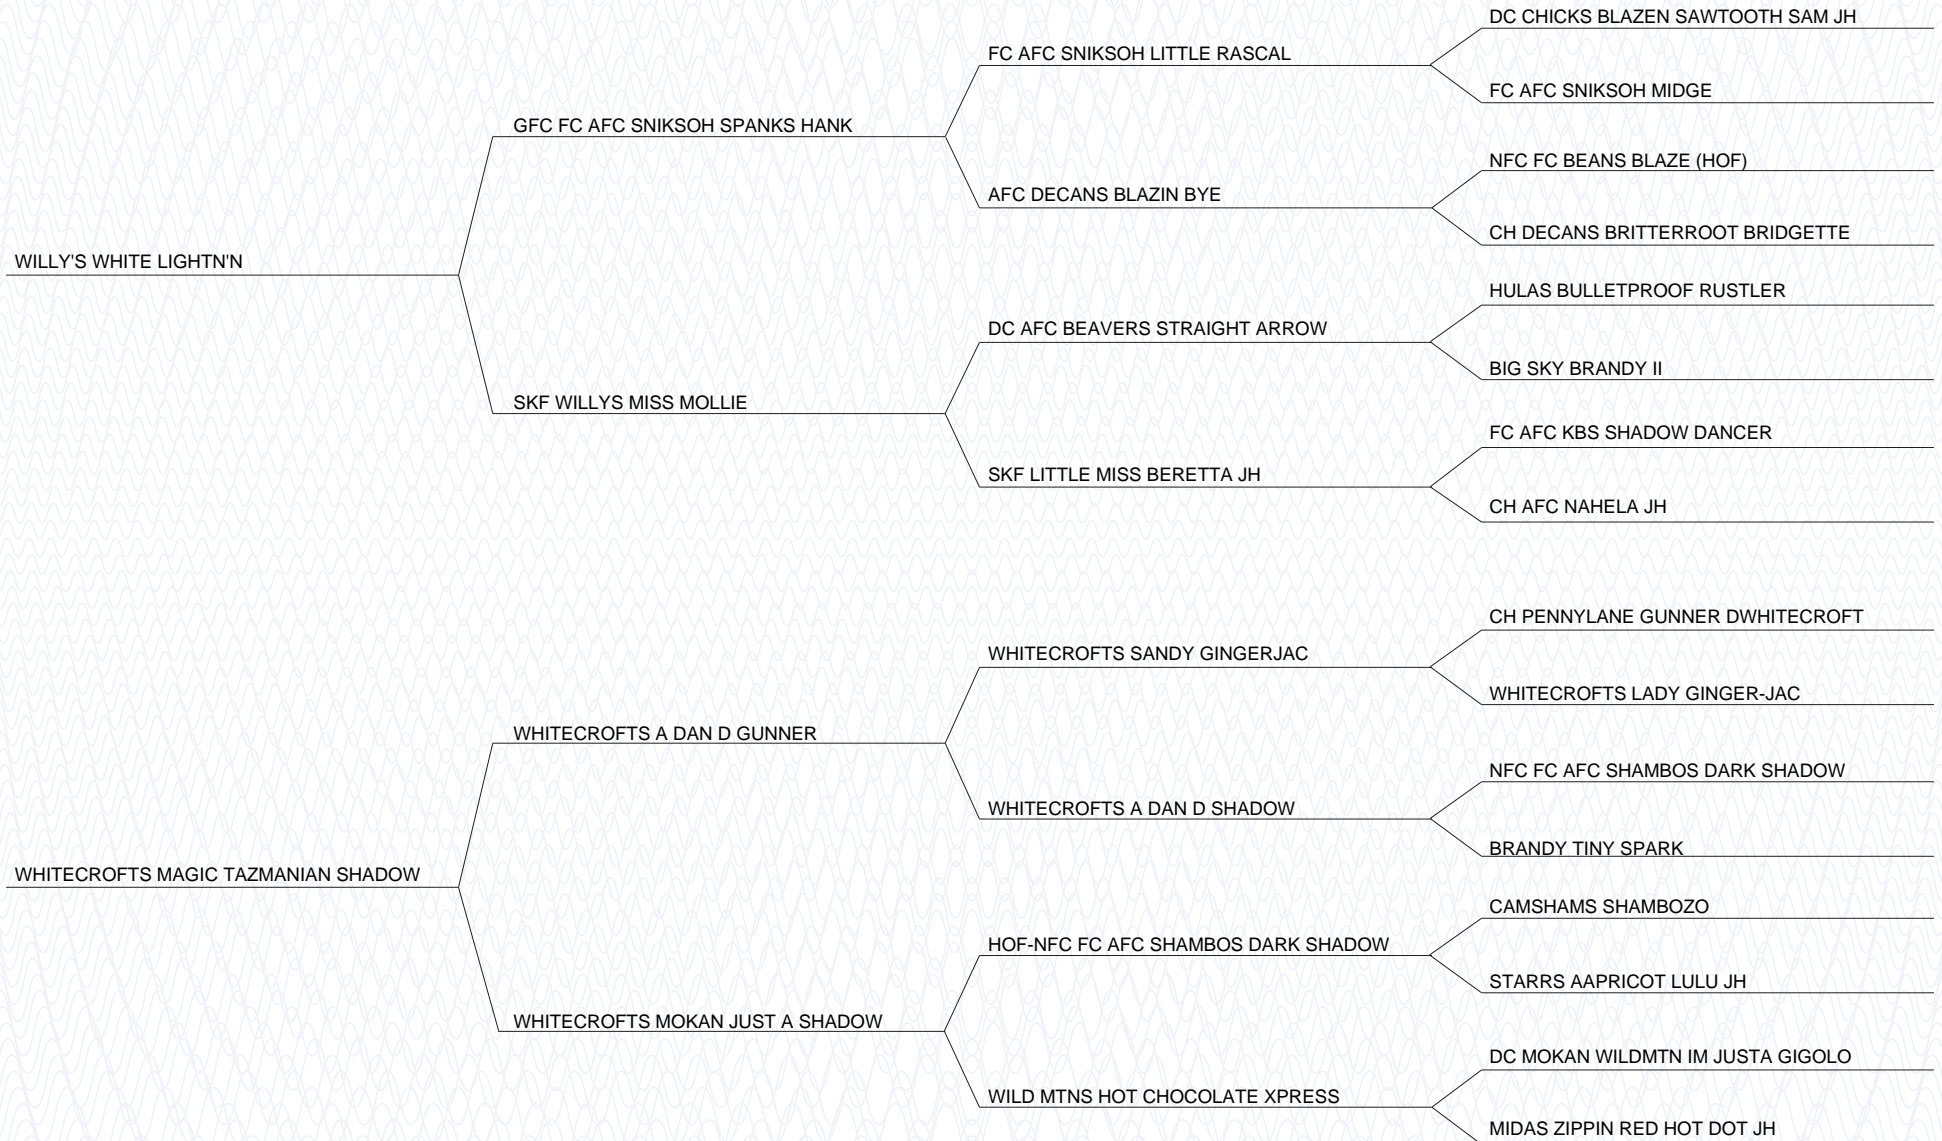 DC CHICKS BLAZEN SAWTOOTH SAM JH
FC AFC SNIKSOH LITTLE RASCAL
FC AFC SNIKSOH MIDGE
GFC FC AFC SNIKSOH SPANKS HANK
NFC FC BEANS BLAZE (HOF)
AFC DECANS BLAZIN BYE
CH DECANS BRITTERROOT BRIDGETTE
WILLY'S WHITE LIGHTN'N
HULAS BULLETPROOF RUSTLER
DC AFC BEAVERS STRAIGHT ARROW
BIG SKY BRANDY II
SKF WILLYS MISS MOLLIE
FC AFC KBS SHADOW DANCER
SKF LITTLE MISS BERETTA JH
CH AFC NAHELA JH
CH PENNYLANE GUNNER DWHITECROFT
WHITECROFTS SANDY GINGERJAC
WHITECROFTS LADY GINGER-JAC
WHITECROFTS A DAN D GUNNER
NFC FC AFC SHAMBOS DARK SHADOW
WHITECROFTS A DAN D SHADOW
BRANDY TINY SPARK
WHITECROFTS MAGIC TAZMANIAN SHADOW
CAMSHAMS SHAMBOZO
HOF-NFC FC AFC SHAMBOS DARK SHADOW
STARRS AAPRICOT LULU JH
WHITECROFTS MOKAN JUST A SHADOW
DC MOKAN WILDMTN IM JUSTA GIGOLO
WILD MTNS HOT CHOCOLATE XPRESS
MIDAS ZIPPIN RED HOT DOT JH